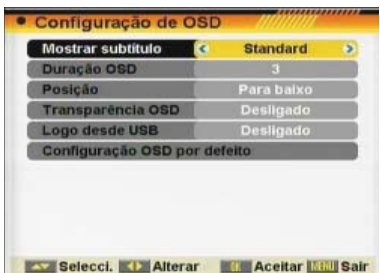 Configuração de OSD
Mostrar subtítulo Standard
Duração OSD 3
Posição Para baixo
Transparência OSD Desligado
Logo desde USB Desligado
Configuração OSD por defeito
Selecci. Alterar OK Aceitar MENU Sair